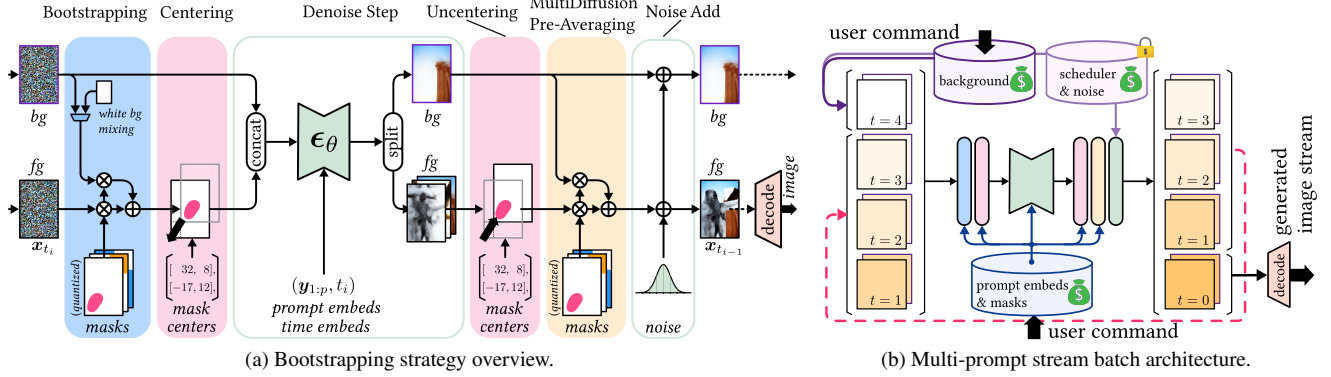 Bootstrapping
Centering
Denoise Step
Uncentering
MultiDiffusion
Pre-Averaging
Noise Add
bg
white bg
mixing
fg
x_{t_i}
(quantized)
masks
[ 32, 8],
[-17,12],
mask
centers
concat
ϵ_θ
(y_{1:p}, t_i)
prompt embeds
time embeds
split
bg
fg
[ 32, 8],
[-17,12],
mask
centers
(quantized)
masks
noise
bg
fg
x_{t_{i-1}}
decode
image
(a) Bootstrapping strategy overview.
user command
background
scheduler
& noise
t = 4
t = 3
t = 2
t = 1
t = 3
t = 2
t = 1
t = 0
prompt embeds
& masks
user command
decode
generated
image stream
(b) Multi-prompt stream batch architecture.